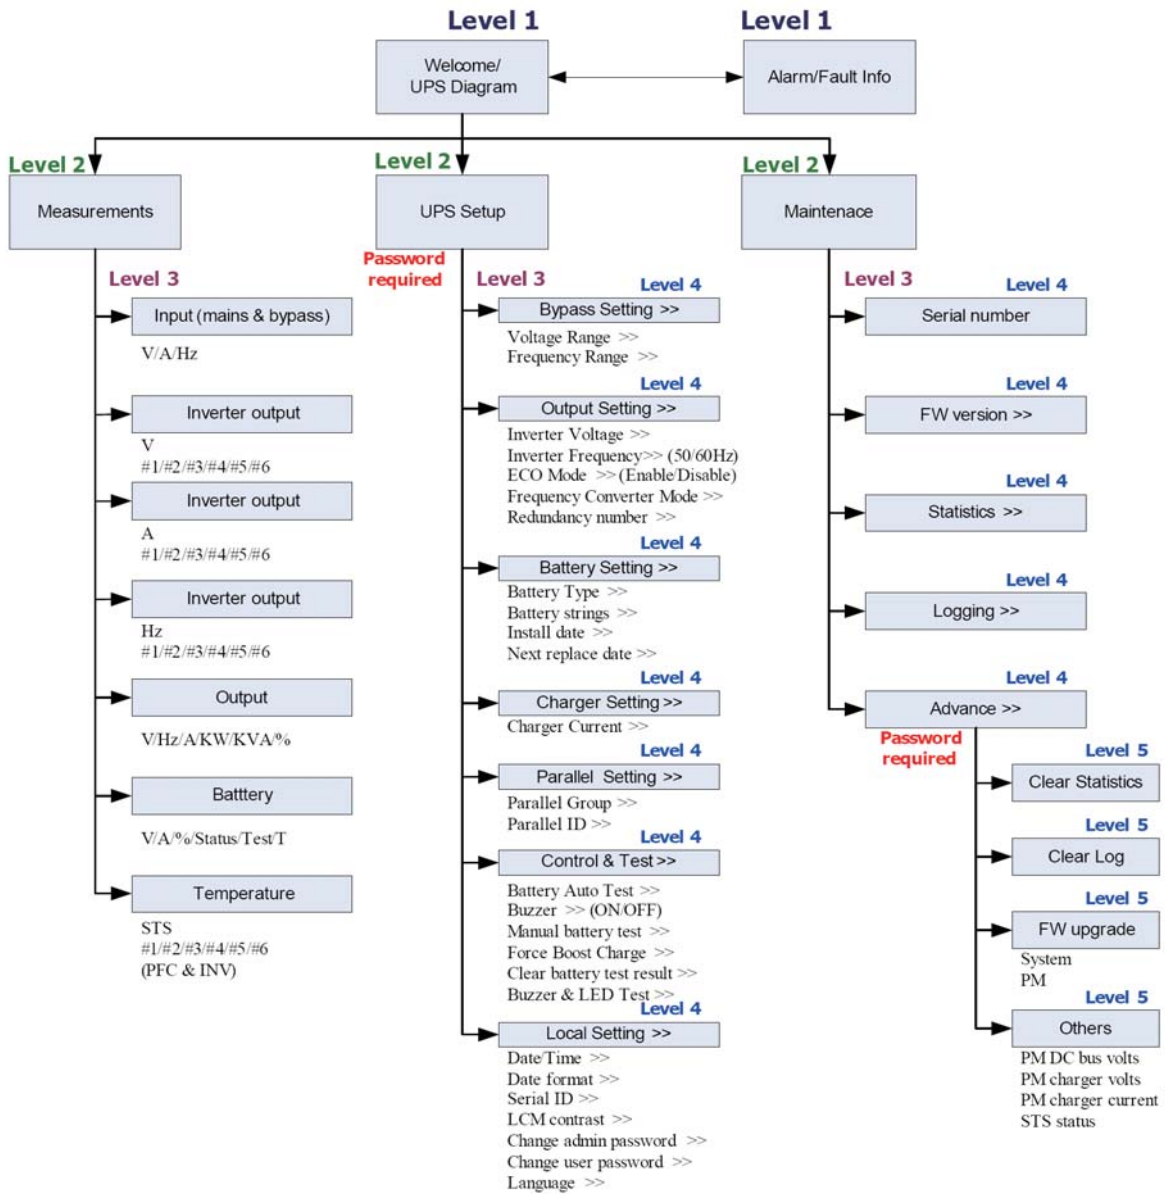 Level 1
Level 1
Welcome/
UPS Diagram
Alarm/Fault Info
Level 2
Measurements
Level 3
Input (mains & bypass)
V/A/Hz
Inverter output
V
#1/#2/#3/#4/#5/#6
Inverter output
A
#1/#2/#3/#4/#5/#6
Inverter output
Hz
#1/#2/#3/#4/#5/#6
Output
V/Hz/A/KW/KVA/%
Batttery
V/A/%/Status/Test/T
Temperature
STS
#1/#2/#3/#4/#5/#6
(PFC & INV)
Level 2
UPS Setup
Password
required
Level 3
Level 4
Bypass Setting >>
Voltage Range >>
Frequency Range >>
Level 4
Output Setting >>
Inverter Voltage >>
Inverter Frequency>> (50/60Hz)
ECO Mode >> (Enable/Disable)
Frequency Converter Mode >>
Redundancy number >>
Level 4
Battery Setting >>
Battery Type >>
Battery strings >>
Install date >>
Next replace date >>
Level 4
Charger Setting >>
Charger Current >>
Level 4
Parallel Setting >>
Parallel Group >>
Parallel ID >>
Level 4
Control & Test>>
Battery Auto Test >>
Buzzer >> (ON/OFF)
Manual battery test >>
Force Boost Charge >>
Clear battery test result >>
Buzzer & LED Test >>
Level 4
Local Setting >>
Date/Time >>
Date format >>
Serial ID >>
LCM contrast >>
Change admin password >>
Change user password >>
Language >>
Level 2
Maintenace
Level 3
Level 4
Serial number
Level 4
FW version >>
Level 4
Statistics >>
Level 4
Logging >>
Level 4
Advance >>
Password
required
Level 5
Clear Statistics
Level 5
Clear Log
Level 5
FW upgrade
System
PM
Level 5
Others
PM DC bus volts
PM charger volts
PM charger current
STS status